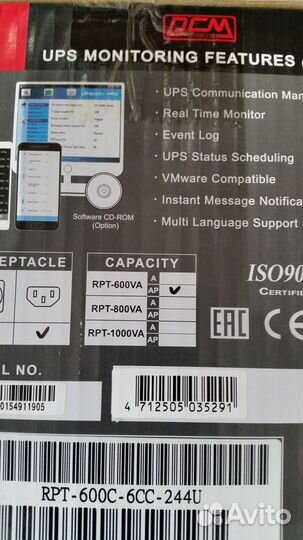 PCM
UPS MONITORING FEATURES (
· UPS Communication Man
· Real Time Monitor
· Event Log
· UPS Status Scheduling
· VMware Compatible
· Instant Message Notifica
· Multi Language Support
Software CD-ROM
(Option)
EPTACLE
CAPACITY
RPT-600VA
A
AP
RPT-800VA
A
AP
RPT-1000VA
A
AP
ISO90
CERTIFIE
EAC
CE
L NO.
0154911905
4 712505 035291
RPT-600C-6CC-244U
Avito